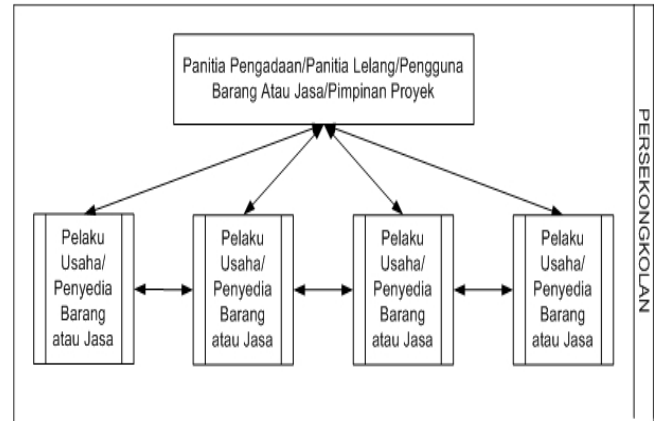 Panitia Pengadaan/Panitia Lelang/Pengguna
Barang Atau Jasa/Pimpinan Proyek
Pelaku
Usaha/
Penyedia
Barang
atau Jasa
Pelaku
Usaha/
Penyedia
Barang
atau Jasa
Pelaku
Usaha/
Penyedia
Barang
atau Jasa
Pelaku
Usaha/
Penyedia
Barang
atau Jasa
PERSEKONGKOLAN